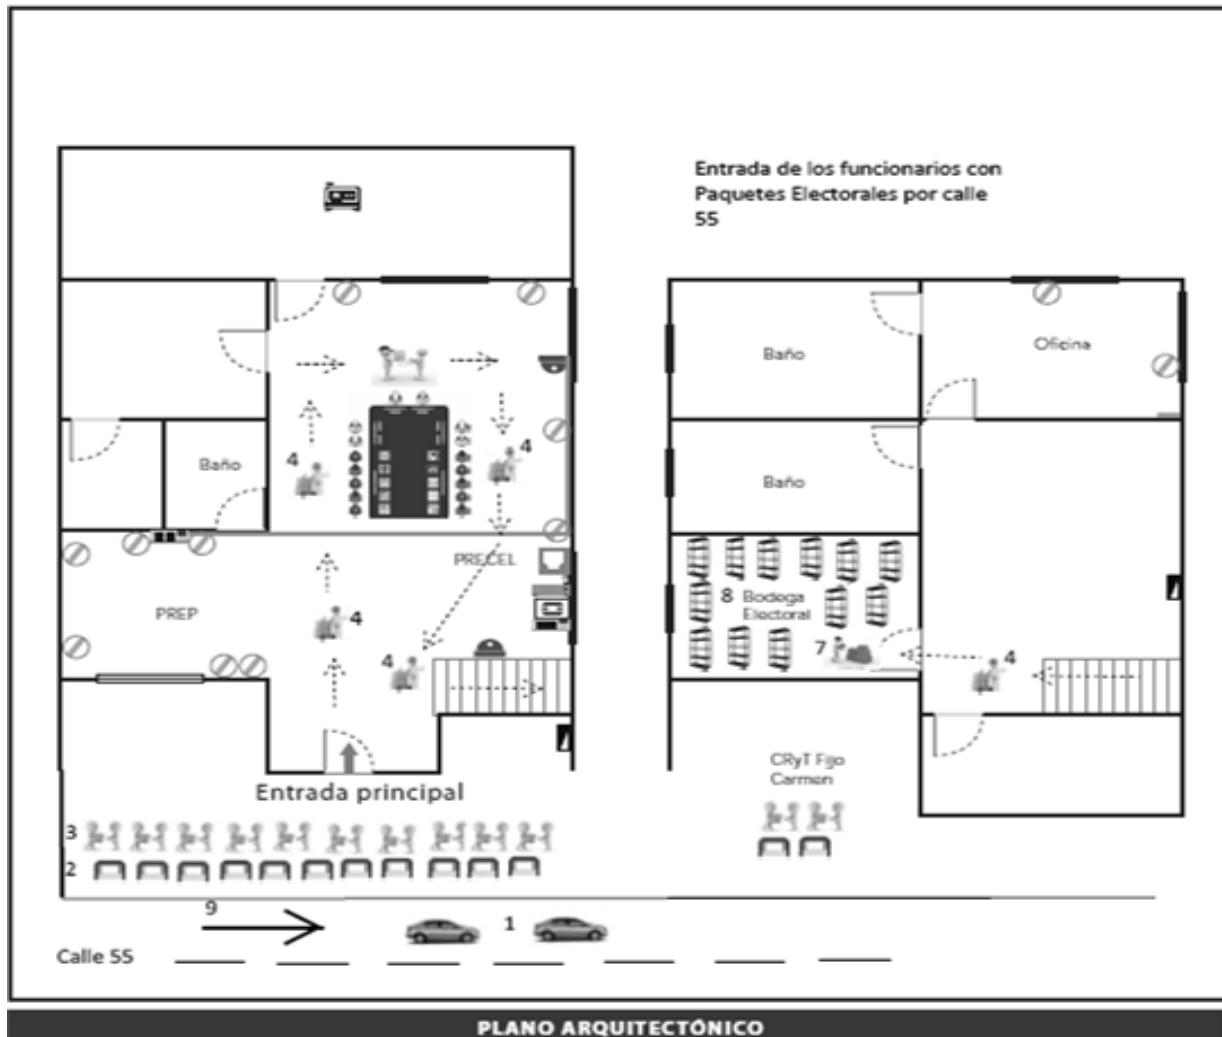 Entrada de los funcionarios con
Paquetes Electorales por calle
55
Baño
Oficina
4
4
Baño
Baño
PRECEL
PREP
4
4
8 Bodega
Electoral
7
4
CRyT Fijo
Carmen
Entrada principal
3
2
9
1
Calle 55
PLANO ARQUITECTÓNICO